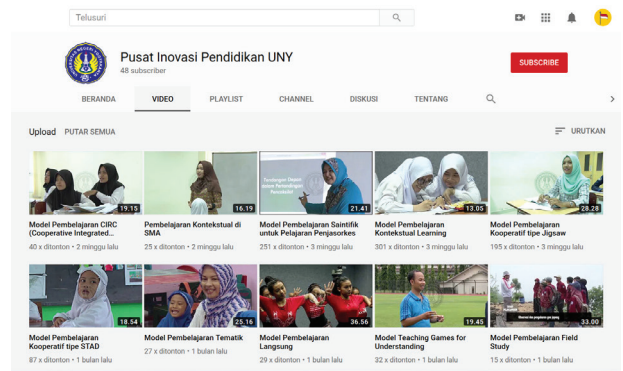 Telusuri
Pusat Inovasi Pendidikan UNY
48 subscriber
SUBSCRIBE
BERANDA VIDEO PLAYLIST CHANNEL DISKUSI TENTANG
Upload PUTAR SEMUA URUTKAN
19.15 16.19 21.41 13.05 28.28
Model Pembelajaran CIRC (Cooperative Integrated...
40 x ditonton • 2 minggu lalu
Pembelajaran Kontekstual di SMA
25 x ditonton • 2 minggu lalu
Model Pembelajaran Saintifik untuk Pelajaran Penjasorkes
251 x ditonton • 3 minggu lalu
Model Pembelajaran Kontekstual Learning
301 x ditonton • 3 minggu lalu
Model Pembelajaran Kooperatif tipe Jigsaw
195 x ditonton • 3 minggu lalu
18.54 25.16 36.56 19.45 33.00
Model Pembelajaran Kooperatif tipe STAD
87 x ditonton • 1 bulan lalu
Model Pembelajaran Tematik
27 x ditonton • 1 bulan lalu
Model Pembelajaran Langsung
29 x ditonton • 1 bulan lalu
Model Teaching Games for Understanding
32 x ditonton • 1 bulan lalu
Model Pembelajaran Field Study
15 x ditonton • 1 bulan lalu